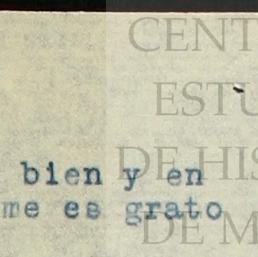 CENT
ESTU
DE HIS
DE M
bien y en
me es grato